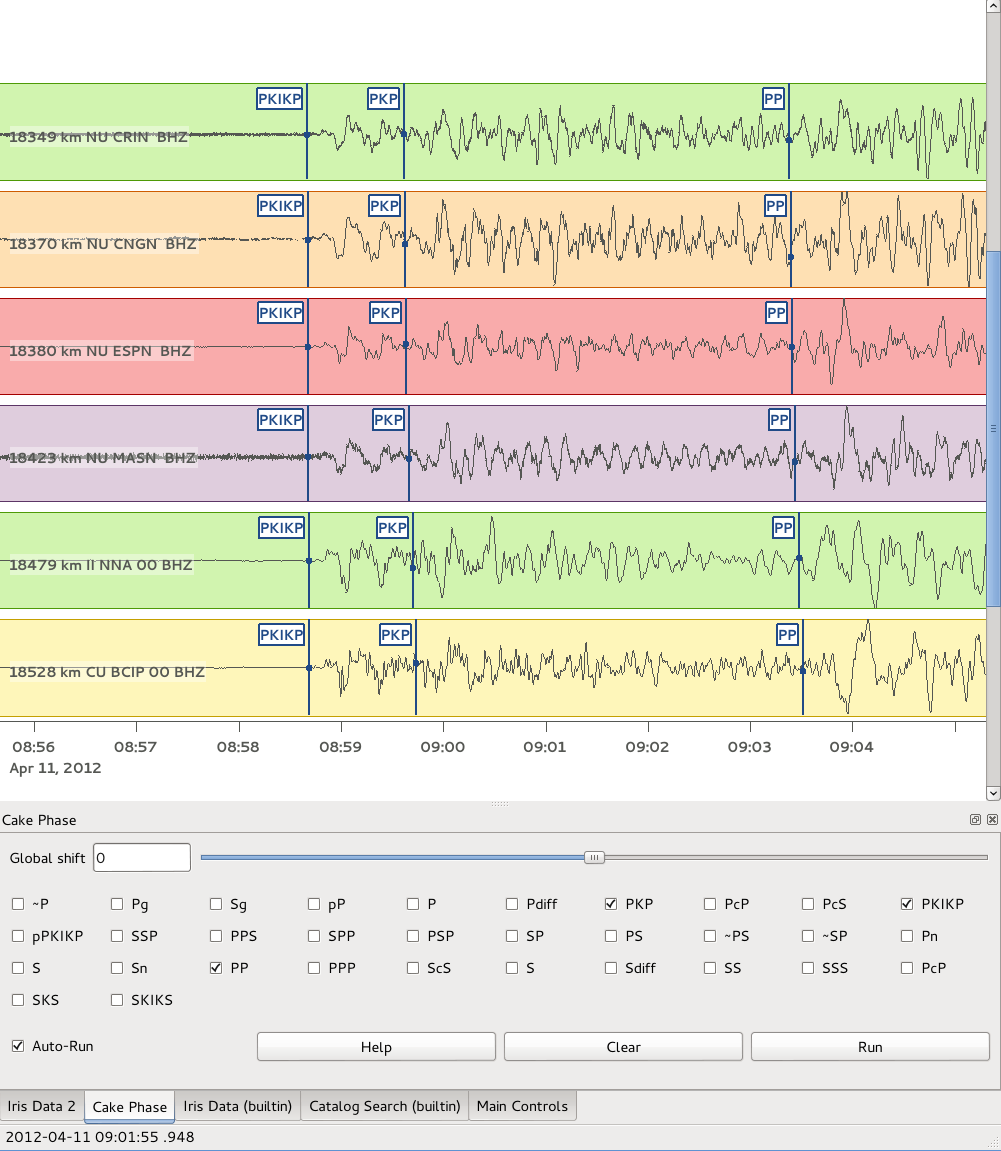 PKIKP PKP PP
18349 km NU CRIN  BHZ
PKIKP PKP PP
18370 km NU CNGN  BHZ
PKIKP PKP PP
18380 km NU ESPN  BHZ
PKIKP PKP PP
18423 km NU MASN  BHZ
PKIKP PKP PP
18479 km II NNA 00 BHZ
PKIKP PKP PP
18528 km CU BCIP 00 BHZ
08:56 08:57 08:58 08:59 09:00 09:01 09:02 09:03 09:04
Apr 11, 2012
Cake Phase
Global shift 0
~P Pg Sg pP P Pdiff PKP PcP PcS PKIKP
pPKIKP SSP PPS SPP PSP SP PS ~PS ~SP Pn
S Sn PP PPP ScS S Sdiff SS SSS PcP
SKS SKIKS
Auto-Run Help Clear Run
Iris Data 2 Cake Phase Iris Data (builtin) Catalog Search (builtin) Main Controls
2012-04-11 09:01:55 .948